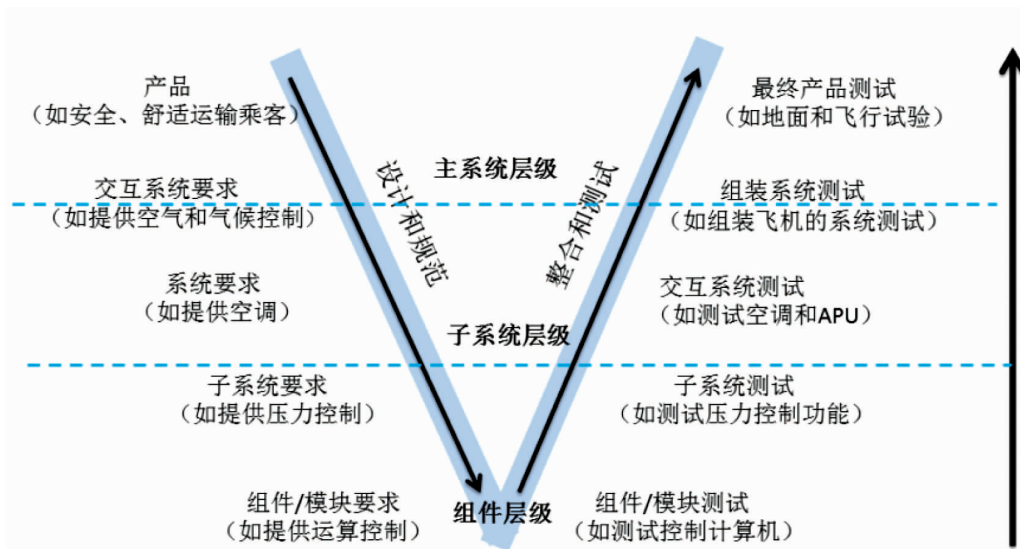 产品
（如安全、舒适运输乘客）
最终产品测试
（如地面和飞行试验）
主系统层级
交互系统要求
（如提供空气和气候控制）
设计和规范
整合和测试
组装系统测试
（如组装飞机的系统测试）
系统要求
（如提供空调）
交互系统测试
（如测试空调和APU）
子系统层级
子系统要求
（如提供压力控制）
子系统测试
（如测试压力控制功能）
组件/模块要求
（如提供运算控制）
组件层级
组件/模块测试
（如测试控制计算机）